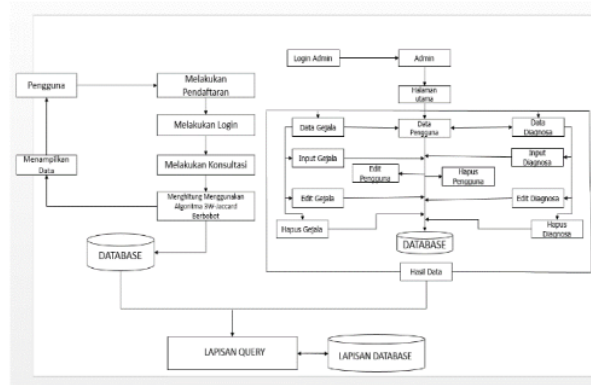 Login Admin
Admin
Pengguna
Melakukan
Pendaftaran
Halaman
utama
Melakukan Login
Data Gejala
Data
Pengguna
Data
Diagnosa
Menampilkan
Data
Melakukan Konsultasi
Input Gejala
Input
Diagnosa
Edit
Pengguna
Hapus
Pengguna
Menghitung Menggunakan
Algoritma 3W-Jaccard
Berbobot
Edit Gejala
Edit Diagnosa
Hapus Gejala
Hapus
Diagnosa
DATABASE
DATABASE
Hasil Data
LAPISAN QUERY
LAPISAN DATABASE